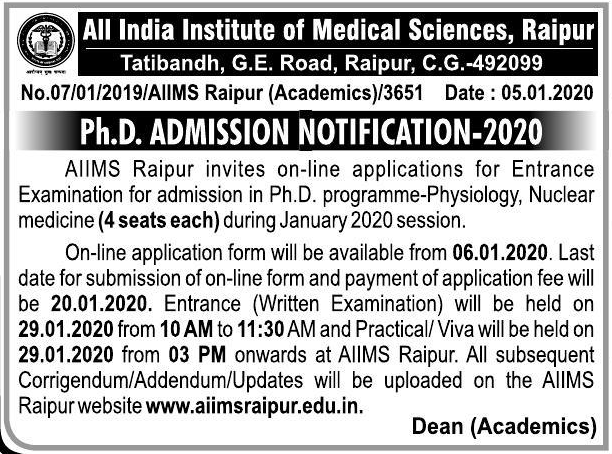 All India Institute of Medical Sciences, Raipur
Tatibandh, G.E. Road, Raipur, C.G.-492099
No.07/01/2019/AIIMS Raipur (Academics)/3651 Date : 05.01.2020
Ph.D. ADMISSION NOTIFICATION-2020
AIIMS Raipur invites on-line applications for Entrance
Examination for admission in Ph.D. programme-Physiology, Nuclear
medicine (4 seats each) during January 2020 session.
On-line application form will be available from 06.01.2020. Last
date for submission of on-line form and payment of application fee will
be 20.01.2020. Entrance (Written Examination) will be held on
29.01.2020 from 10 AM to 11:30 AM and Practical/ Viva will be held on
29.01.2020 from 03 PM onwards at AIIMS Raipur. All subsequent
Corrigendum/Addendum/Updates will be uploaded on the AIIMS
Raipur website www.aiimsraipur.edu.in.
Dean (Academics)